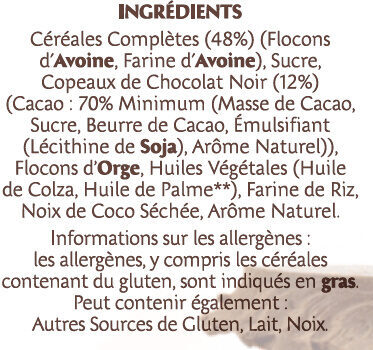 INGRÉDIENTS
Céréales Complètes (48%) (Flocons
d'Avoine, Farine d'Avoine), Sucre,
Copeaux de Chocolat Noir (12%)
(Cacao : 70% Minimum (Masse de Cacao,
Sucre, Beurre de Cacao, Émulsifiant
(Lécithine de Soja), Arôme Naturel)),
Flocons d'Orge, Huiles Végétales (Huile
de Colza, Huile de Palme**), Farine de Riz,
Noix de Coco Séchée, Arôme Naturel.
Informations sur les allergènes :
les allergènes, y compris les céréales
contenant du gluten, sont indiqués en gras.
Peut contenir également :
Autres Sources de Gluten, Lait, Noix.